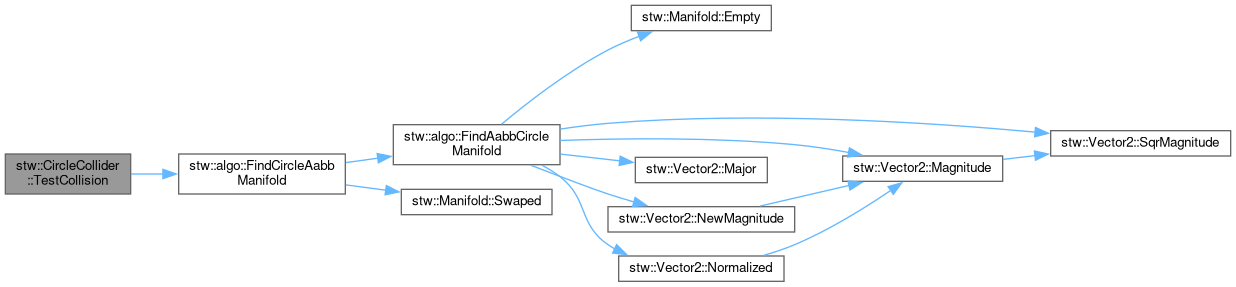 stw::CircleCollider
::TestCollision
stw::algo::FindCircleAabb
Manifold
stw::algo::FindAabbCircle
Manifold
stw::Manifold::Swaped
stw::Manifold::Empty
stw::Vector2::Major
stw::Vector2::NewMagnitude
stw::Vector2::Normalized
stw::Vector2::Magnitude
stw::Vector2::SqrMagnitude